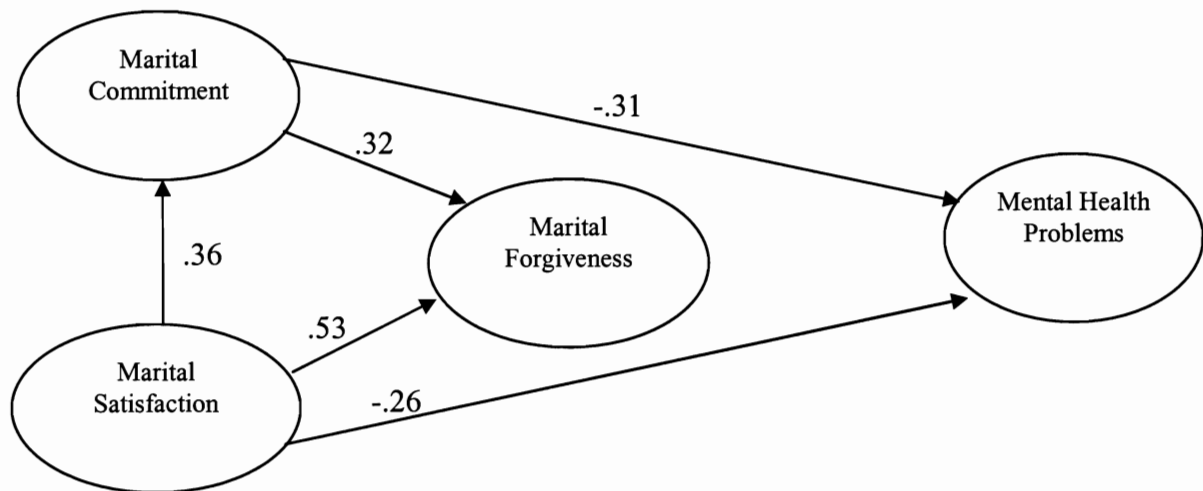 Marital
Commitment
-.31
.32
Mental Health
Problems
Marital
Forgiveness
.36
.53
Marital
Satisfaction
-.26